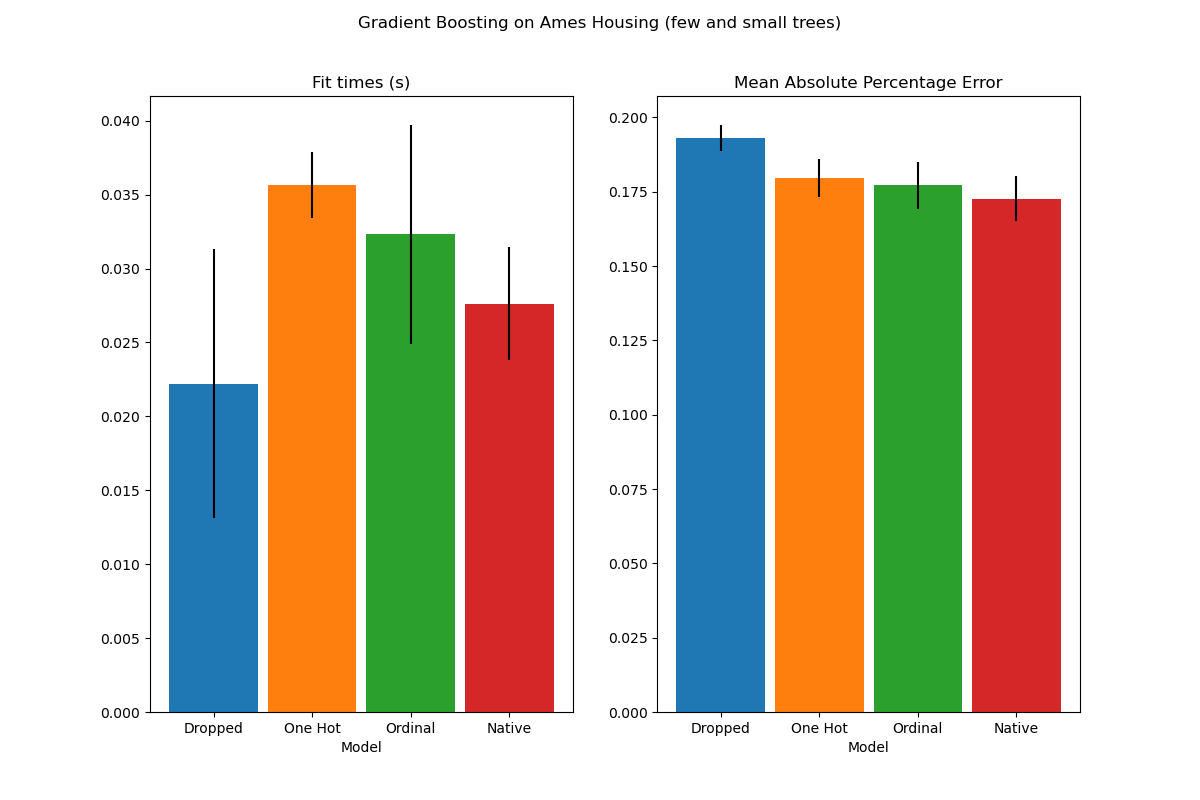 Gradient Boosting on Ames Housing (few and small trees)
Fit times (s)
0.040
0.035
0.030
0.025
0.020
0.015
0.010
0.005
0.000
Dropped One Hot Ordinal Native
Model
Mean Absolute Percentage Error
0.200
0.175
0.150
0.125
0.100
0.075
0.050
0.025
0.000
Dropped One Hot Ordinal Native
Model